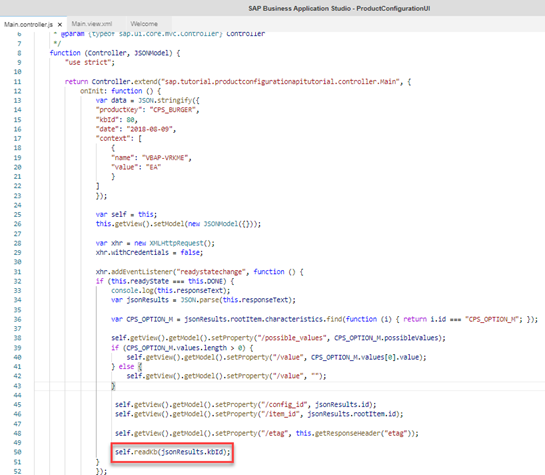 SAP Business Application Studio - ProductConfigurationUI
Main.controller.js × Main.view.xml Welcome
6 * @param {typeof sap.ui.core.mvc.Controller} Controller
7 */
8 function (Controller, JSONModel) {
9 "use strict";
10
11 return Controller.extend("sap.tutorial.productconfigurationapitutorial.controller.Main", {
12 onInit: function () {
13 var data = JSON.stringify({
14 "productKey": "CPS_BURGER",
15 "kbId": 80,
16 "date": "2018-08-09",
17 "context": [
18 {
19 "name": "VBAP-VRKME",
20 "value": "EA"
21 }
22 ]
23 });
24
25 var self = this;
26 this.getView().setModel(new JSONModel({}));
27
28 var xhr = new XMLHttpRequest();
29 xhr.withCredentials = false;
30
31 xhr.addEventListener("readystatechange", function () {
32 if (this.readyState === this.DONE) {
33 console.log(this.responseText);
34 var jsonResults = JSON.parse(this.responseText);
35
36 var CPS_OPTION_M = jsonResults.rootItem.characteristics.find(function (i) { return i.id === "CPS_OPTION_M"; });
37
38 self.getView().getModel().setProperty("/possible_values", CPS_OPTION_M.possibleValues);
39 if (CPS_OPTION_M.values.length > 0) {
40 self.getView().getModel().setProperty("/value", CPS_OPTION_M.values[0].value);
41 } else {
42 self.getView().getModel().setProperty("/value", "");
43 }
44
45 self.getView().getModel().setProperty("/config_id", jsonResults.id);
46 self.getView().getModel().setProperty("/item_id", jsonResults.rootItem.id);
47
48 self.getView().getModel().setProperty("/etag", this.getResponseHeader("etag"));
49
50 self.readKb(jsonResults.kbId);
51 }
52 });